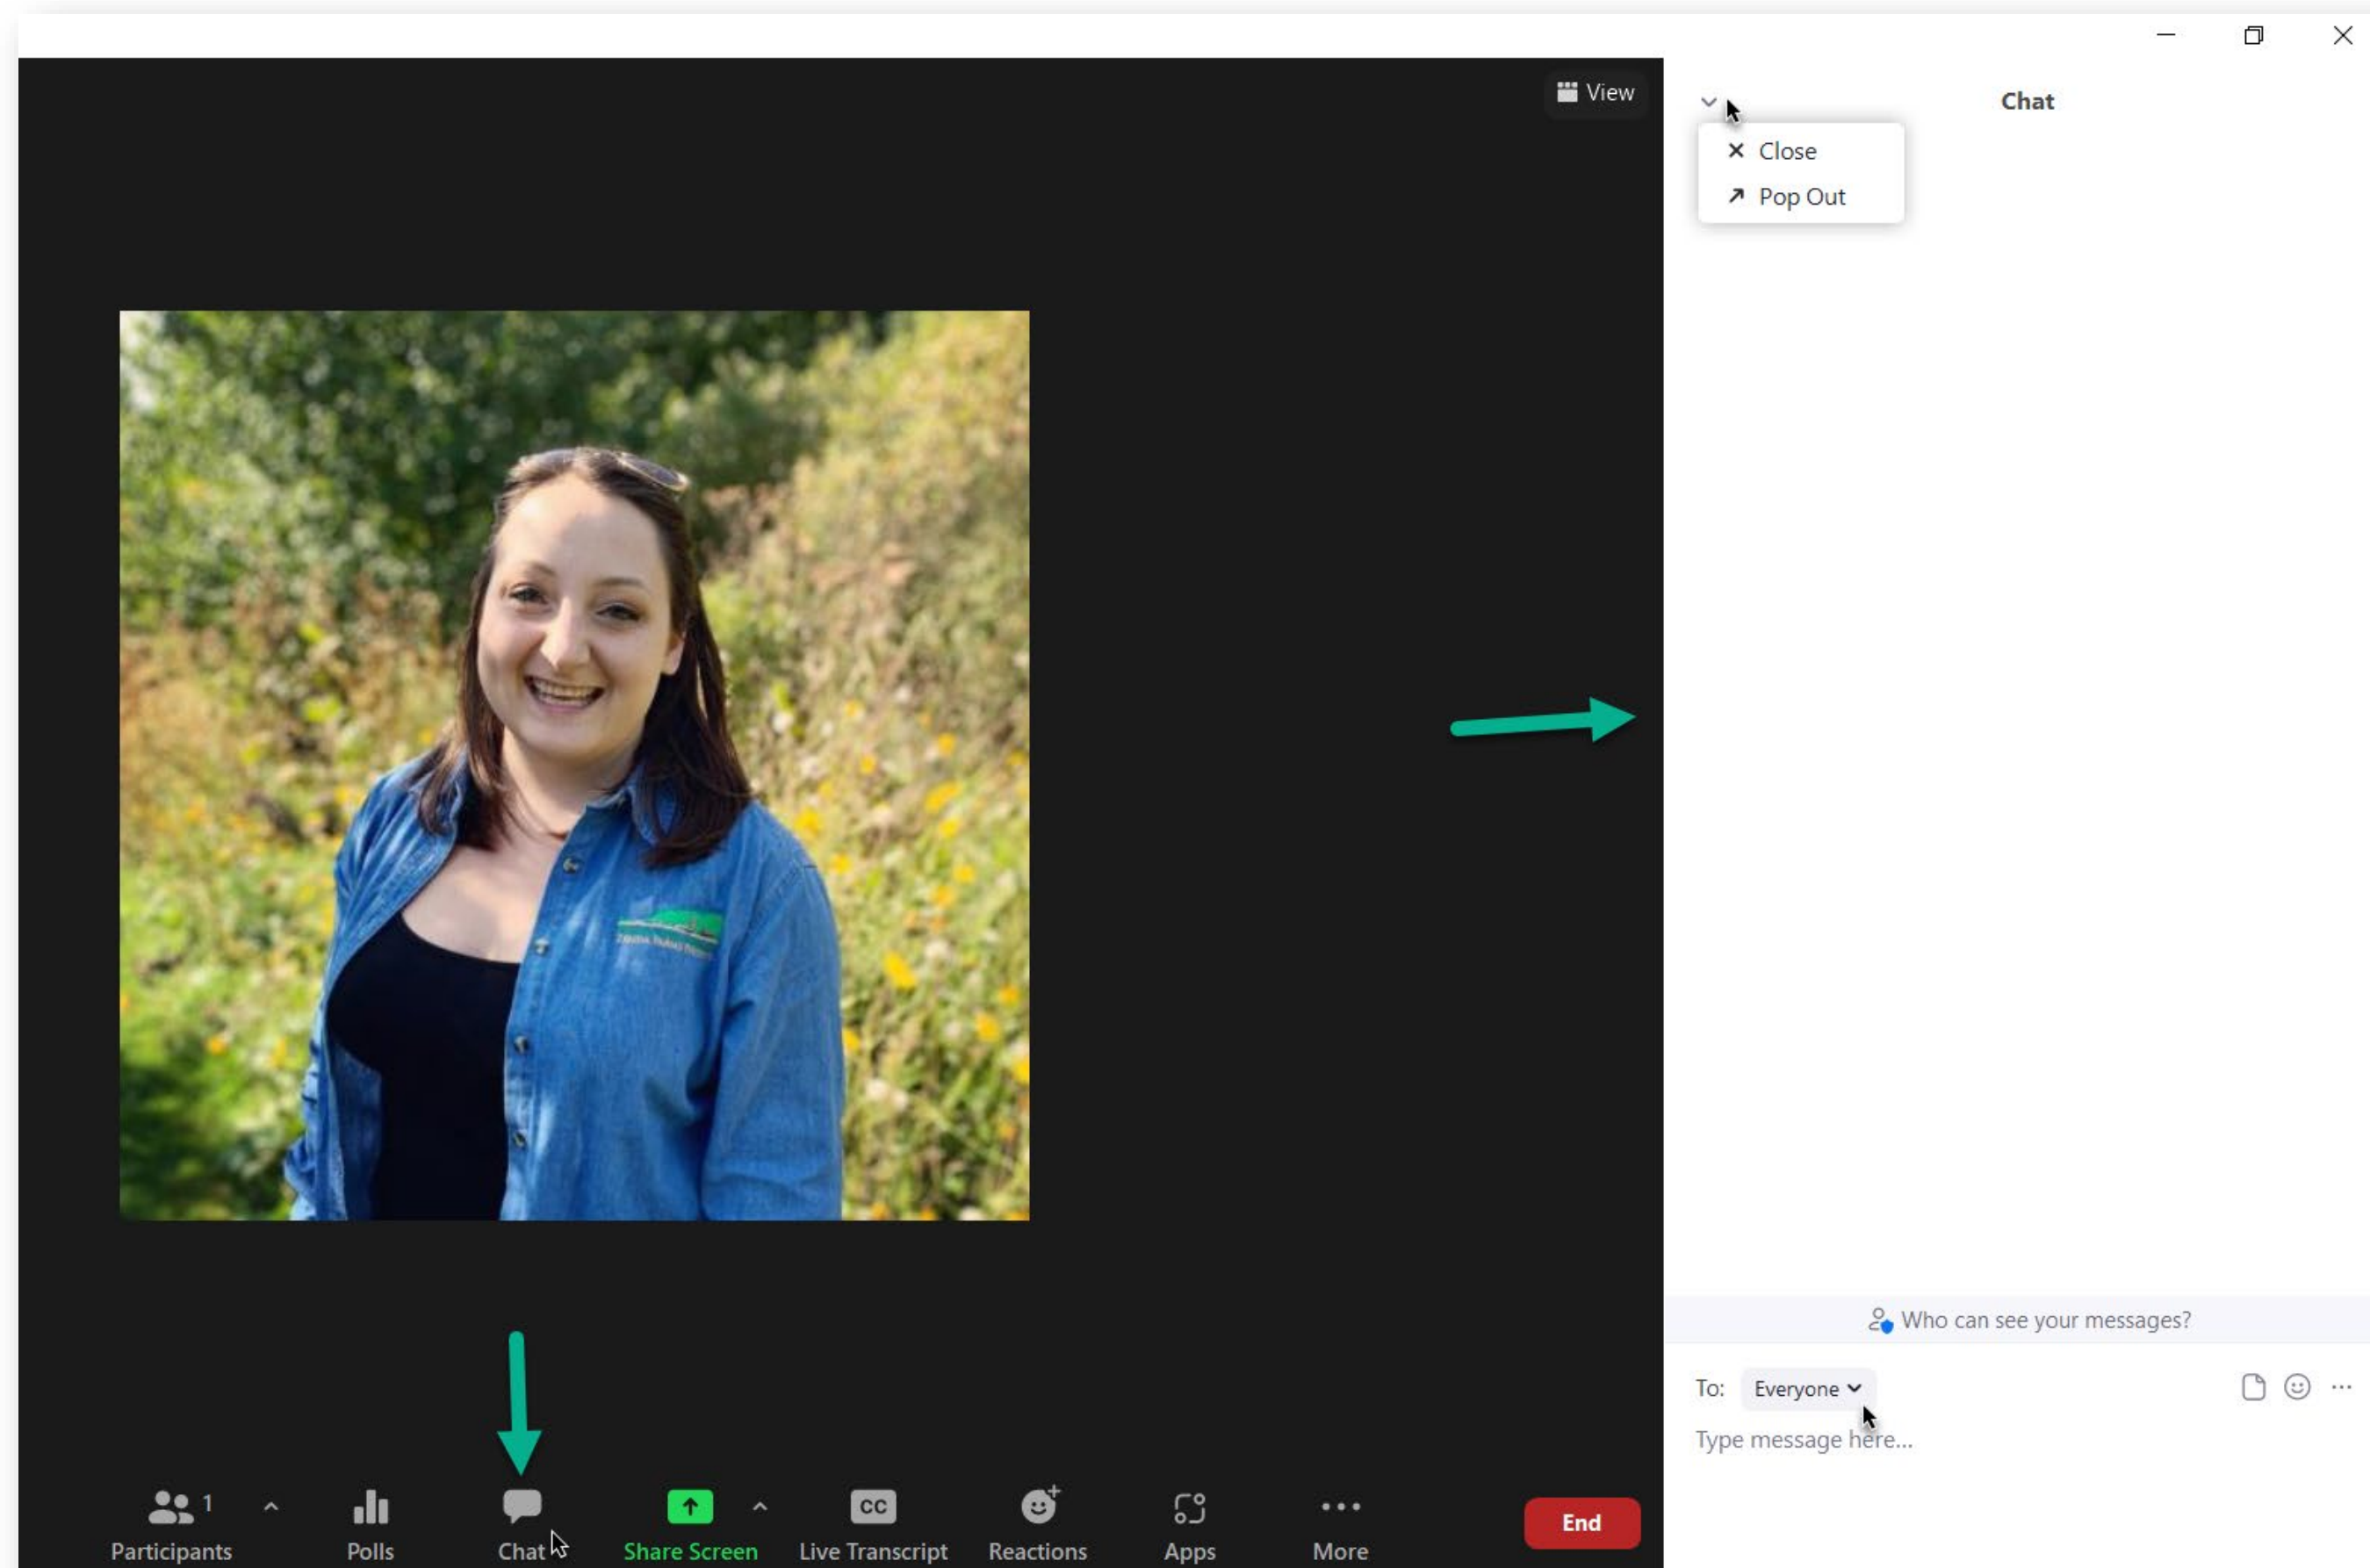 View
Chat
Close
Pop Out
Who can see your messages?
To: Everyone
Type message here...
1
Participants
Polls
Chat
Share Screen
CC
Live Transcript
Reactions
Apps
More
End